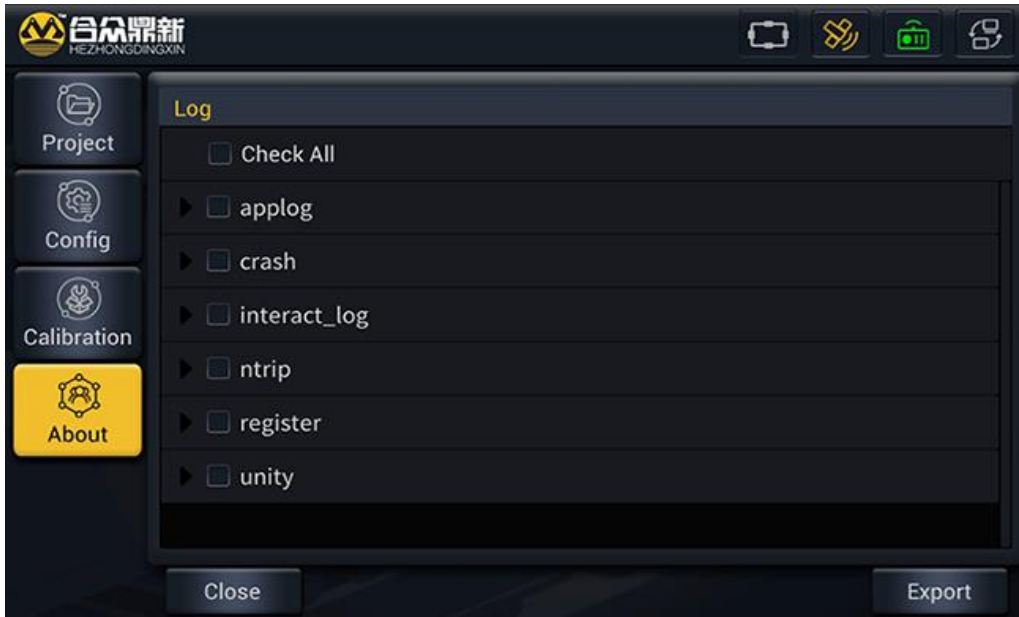 合众鼎新
HEZHONGDINGXIN
Project
Config
Calibration
About
Log
Check All
applog
crash
interact_log
ntrip
register
unity
Close
Export